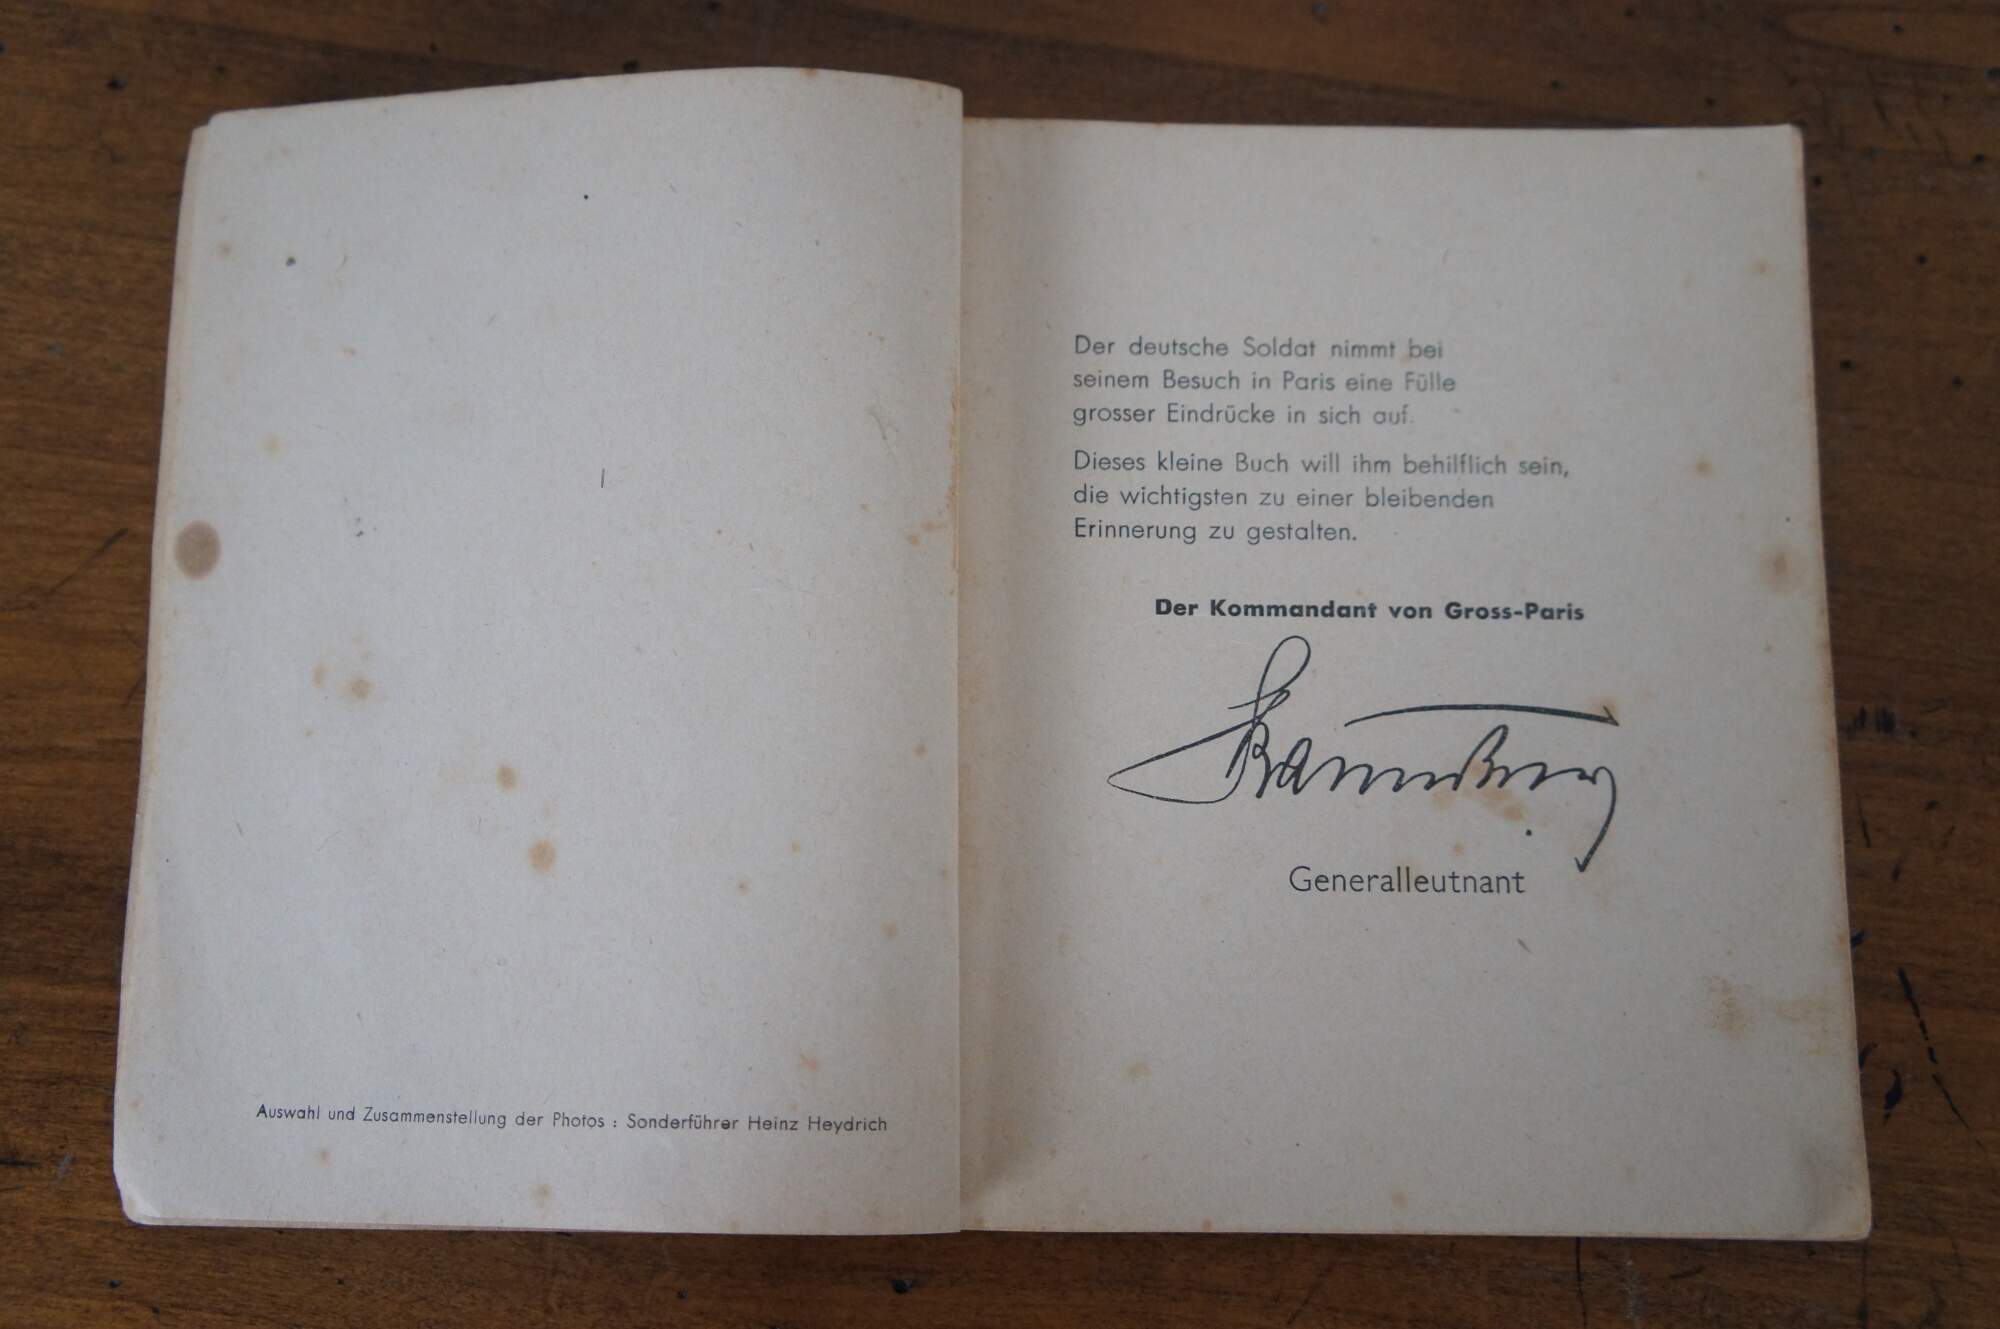 Auswahl und Zusammenstellung der Photos : Sonderführer Heinz Heydrich
Der deutsche Soldat nimmt bei
seinem Besuch in Paris eine Fülle
grosser Eindrücke in sich auf.
Dieses kleine Buch will ihm behilflich sein,
die wichtigsten zu einer bleibenden
Erinnerung zu gestalten.
Der Kommandant von Gross-Paris
Generalleutnant